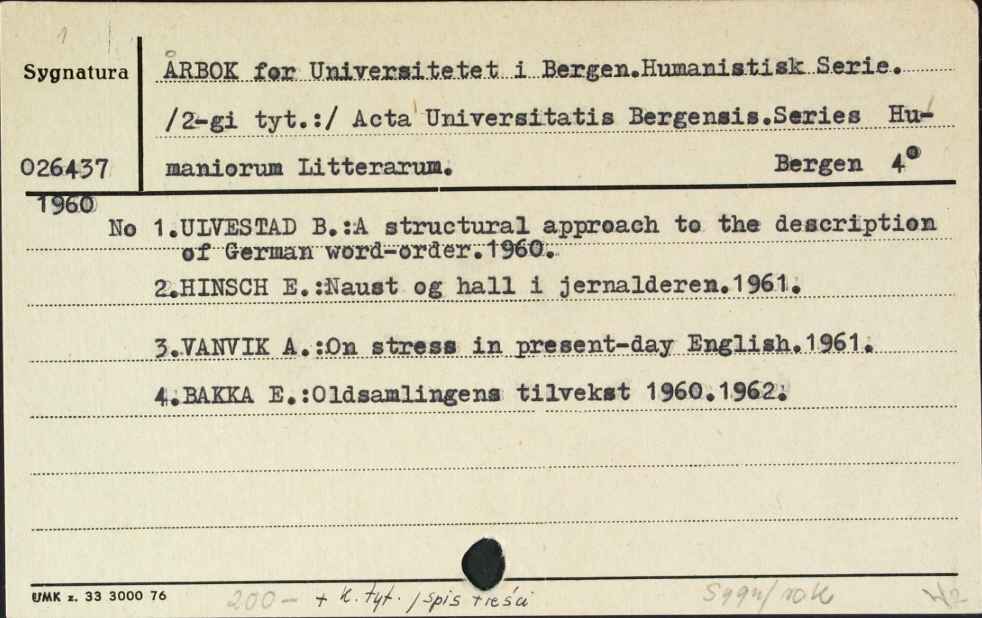 1
Sygnatura
ÅRBOK for Universitetet i Bergen.Humanistisk Serie.
/2-gi tyt.:/ Acta Universitatis Bergensis.Series Hu-
026437
maniorum Litterarum. Bergen 4°
1960
No 1.ULVESTAD B.:A structural approach to the description
of German word-order.1960.
2.HINSCH E.:Naust og hall i jernalderen.1961.
3.VANVIK A.:On stress in present-day English.1961.
4.BAKKA E.:Oldsamlingens tilvekst 1960.1962.
UMK z. 33 3000 76
200- + k. tyt. / spis treści
Sygn/rok